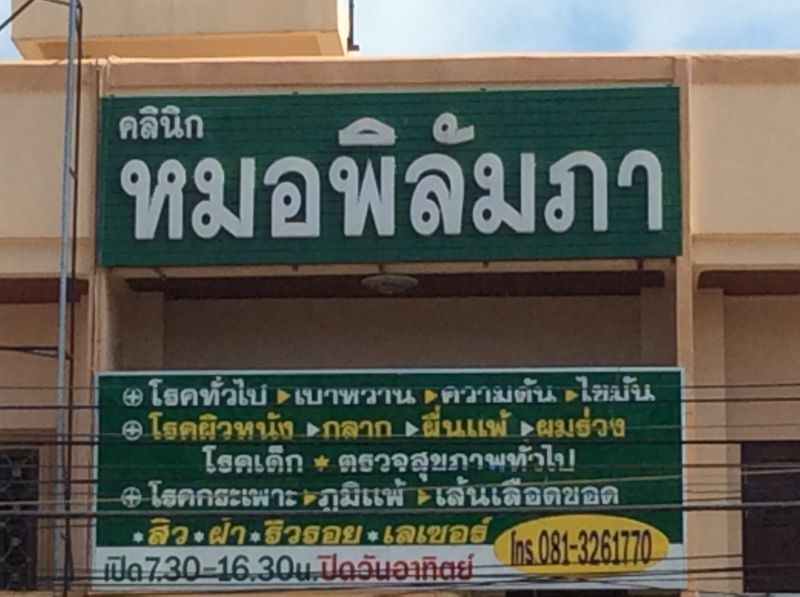 คลินิก
หมอพิลัมภา
โรคทั่วไป ▸ เบาหวาน ▸ ความดัน ▸ ไขมัน
โรคผิวหนัง ▸ กลาก ▸ ผื่นแพ้ ▸ ผมร่วง
โรคเด็ก * ตรวจสุขภาพทั่วไป
โรคกระเพาะ ▸ ภูมิแพ้ ▸ เส้นเลือดขอด
* สิว * ฝ้า * ริ้วรอย * เลเซอร์
โทร.081-3261770
เปิด7.30-16.30น.ปิดวันอาทิตย์